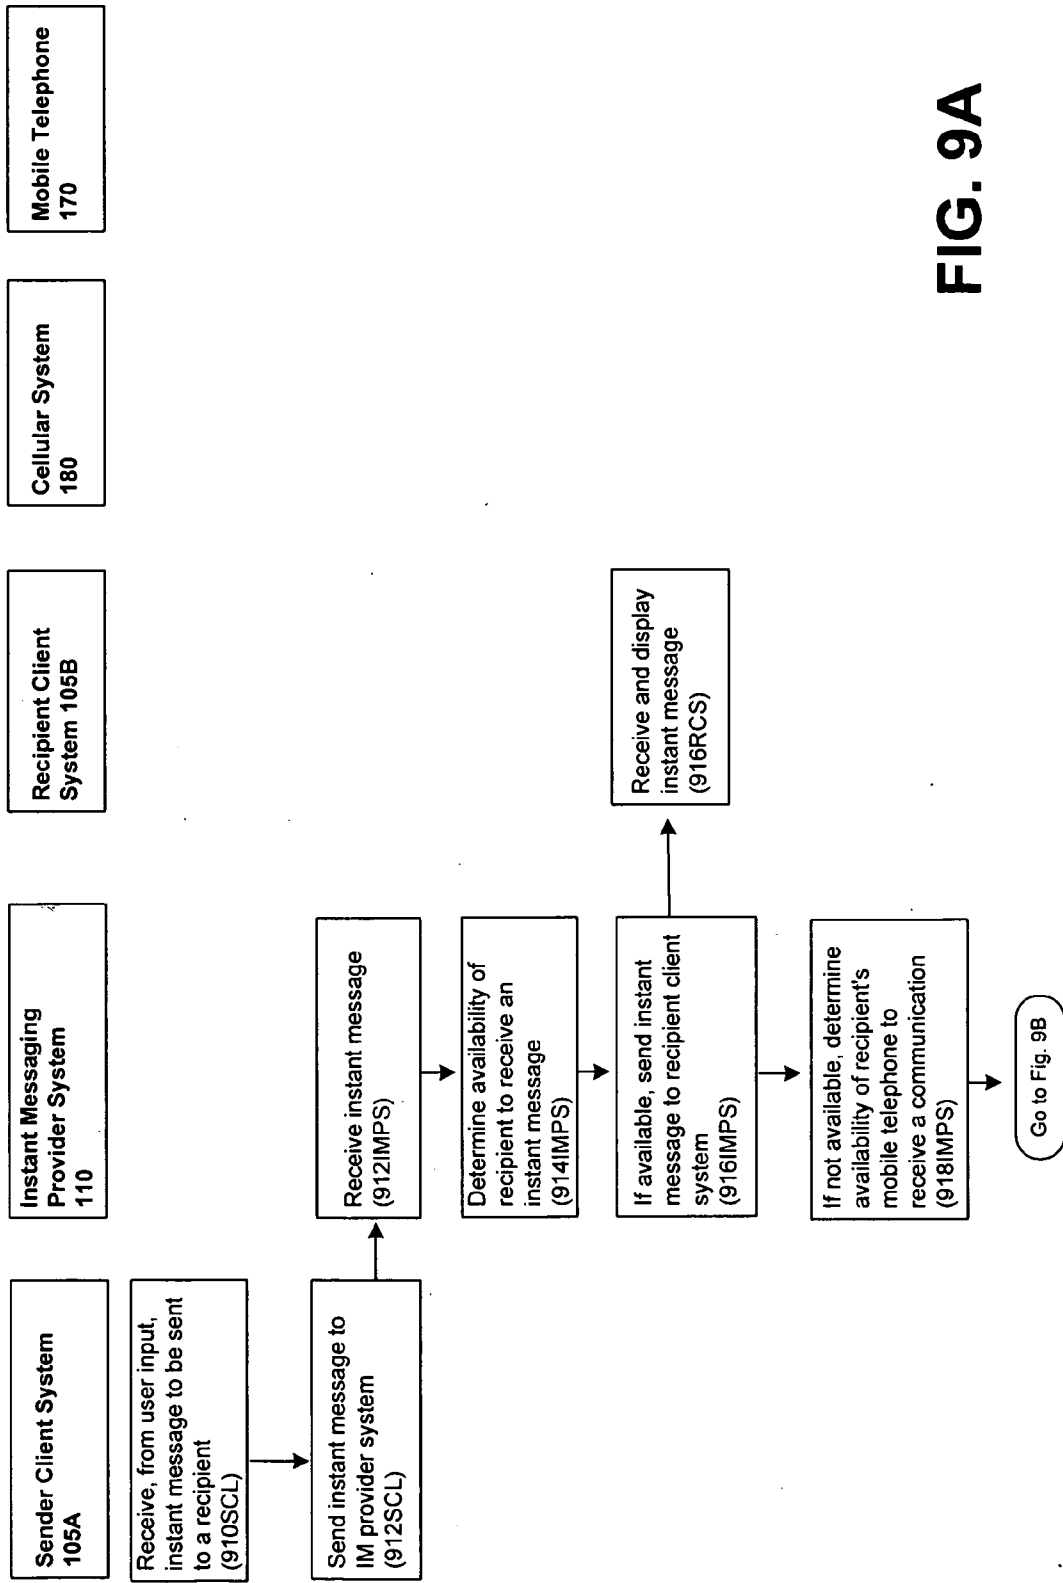 Sender Client System
105A
Instant Messaging
Provider System
110
Recipient Client
System 105B
Cellular System
180
Mobile Telephone
170
Receive, from user input,
instant message to be sent
to a recipient
(910SCL)
Send instant message to
IM provider system
(912SCL)
Receive instant message
(912IMPS)
Determine availability of
recipient to receive an
instant message
(914IMPS)
If available, send instant
message to recipient client
system
(916IMPS)
Receive and display
instant message
(916RCS)
If not available, determine
availability of recipient's
mobile telephone to
receive a communication
(918IMPS)
Go to Fig. 9B
FIG. 9A